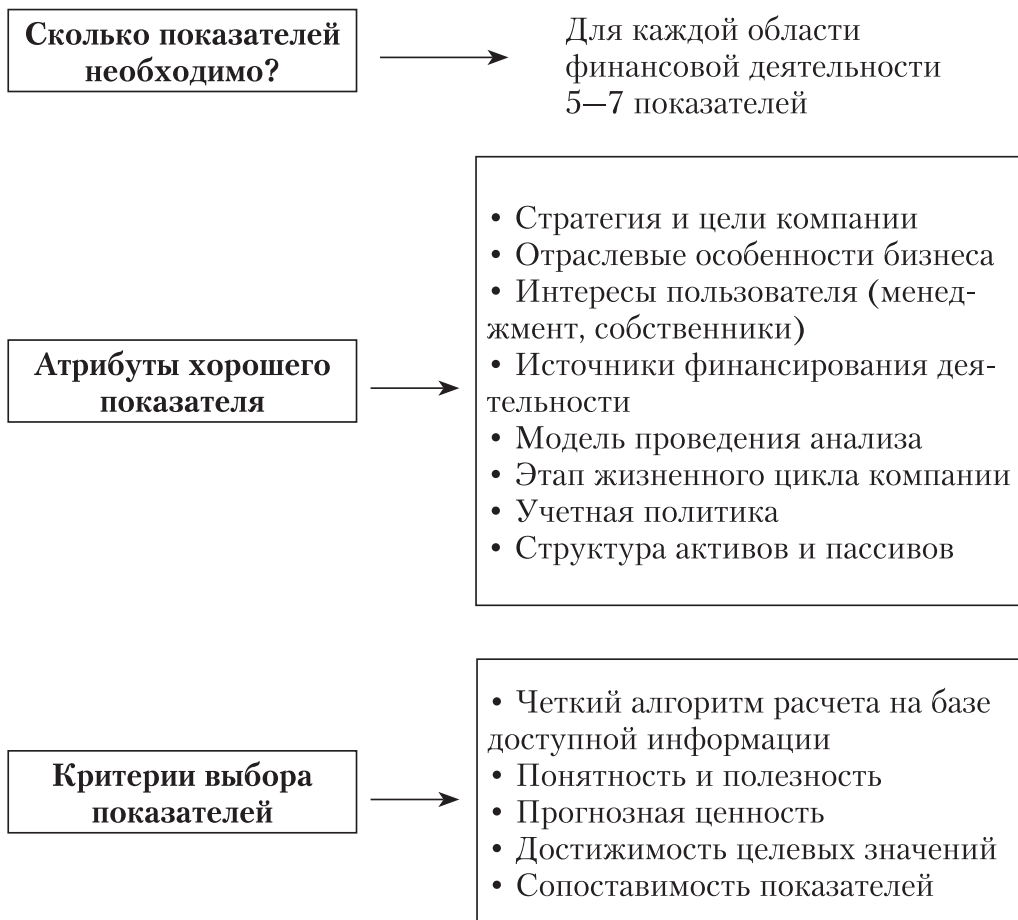 Сколько показателей
необходимо?
Для каждой области
финансовой деятельности
5—7 показателей
Атрибуты хорошего
показателя
• Стратегия и цели компании
• Отраслевые особенности бизнеса
• Интересы пользователя (менед-
жмент, собственники)
• Источники финансирования дея-
тельности
• Модель проведения анализа
• Этап жизненного цикла компании
• Учетная политика
• Структура активов и пассивов
Критерии выбора
показателей
• Четкий алгоритм расчета на базе
доступной информации
• Понятность и полезность
• Прогнозная ценность
• Достижимость целевых значений
• Сопоставимость показателей